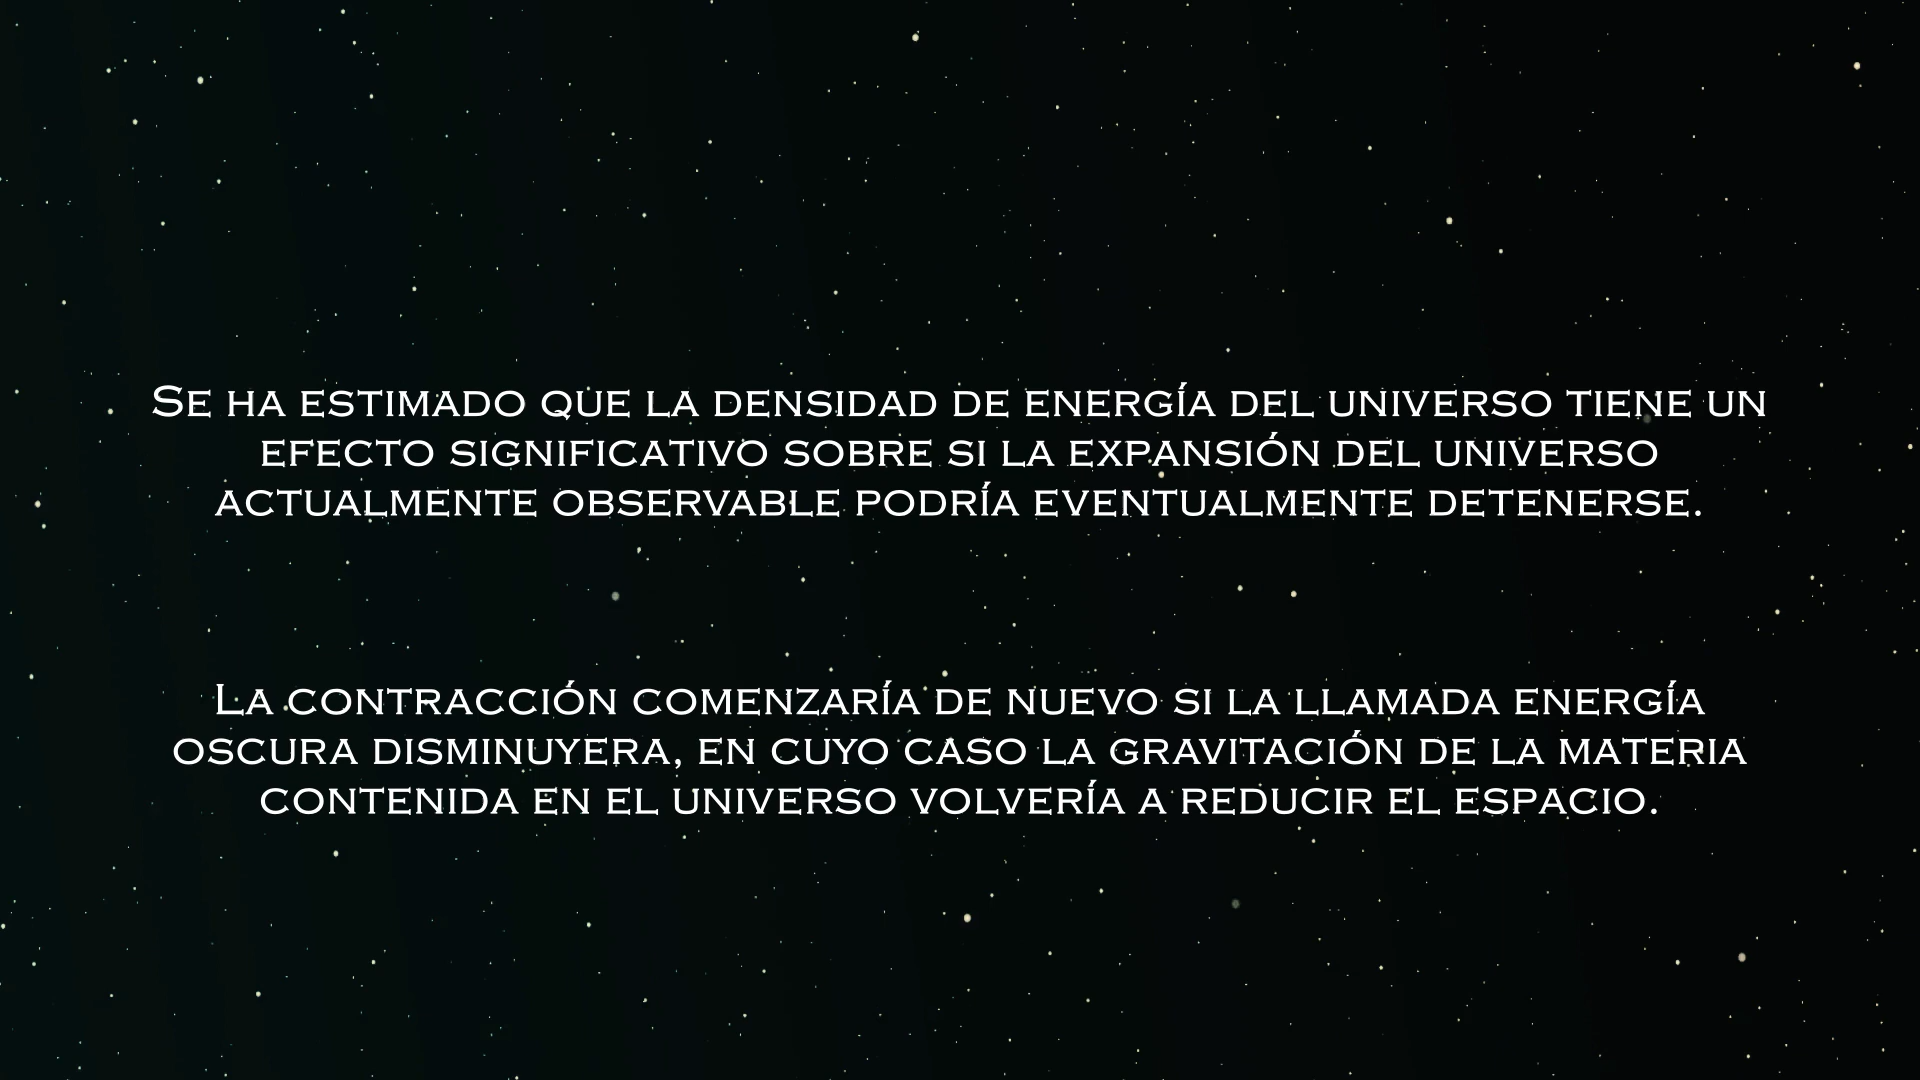 Se ha estimado que la densidad de energía del universo tiene un
efecto significativo sobre si la expansión del universo
actualmente observable podría eventualmente detenerse.
La contracción comenzaría de nuevo si la llamada energía
oscura disminuyera, en cuyo caso la gravitación de la materia
contenida en el universo volvería a reducir el espacio.